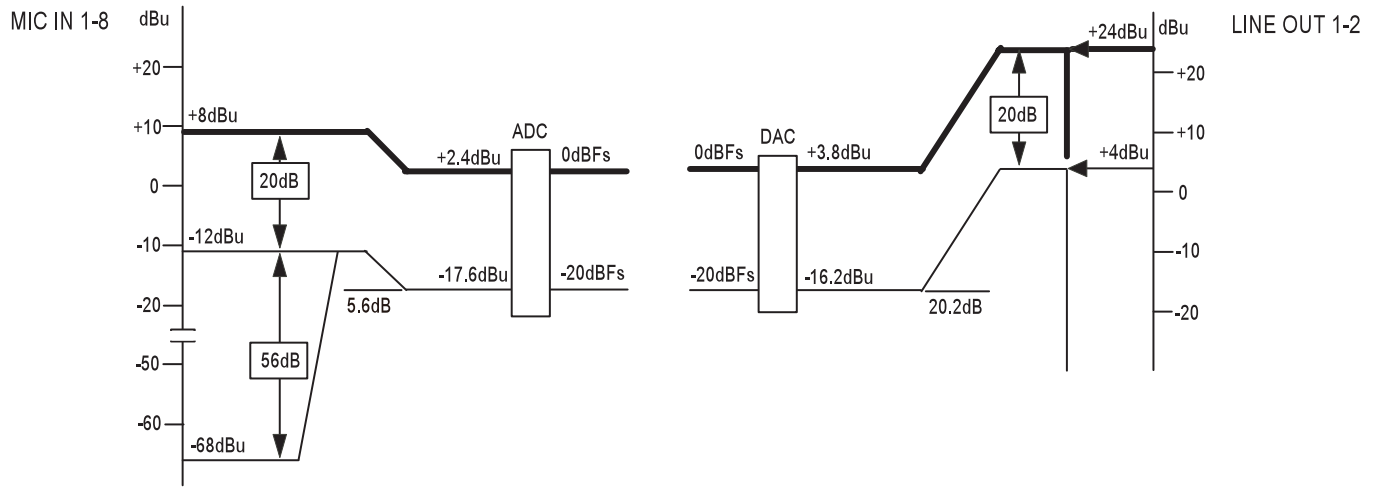 MIC IN 1-8
dBu
+20
+10
0
-10
-20
-50
-60
+8dBu
20dB
-12dBu
56dB
-68dBu
5.6dB
+2.4dBu
-17.6dBu
ADC
0dBFs
-20dBFs
0dBFs
-20dBFs
DAC
+3.8dBu
-16.2dBu
20.2dB
20dB
+24dBu
+4dBu
dBu
+20
+10
0
-10
-20
LINE OUT 1-2